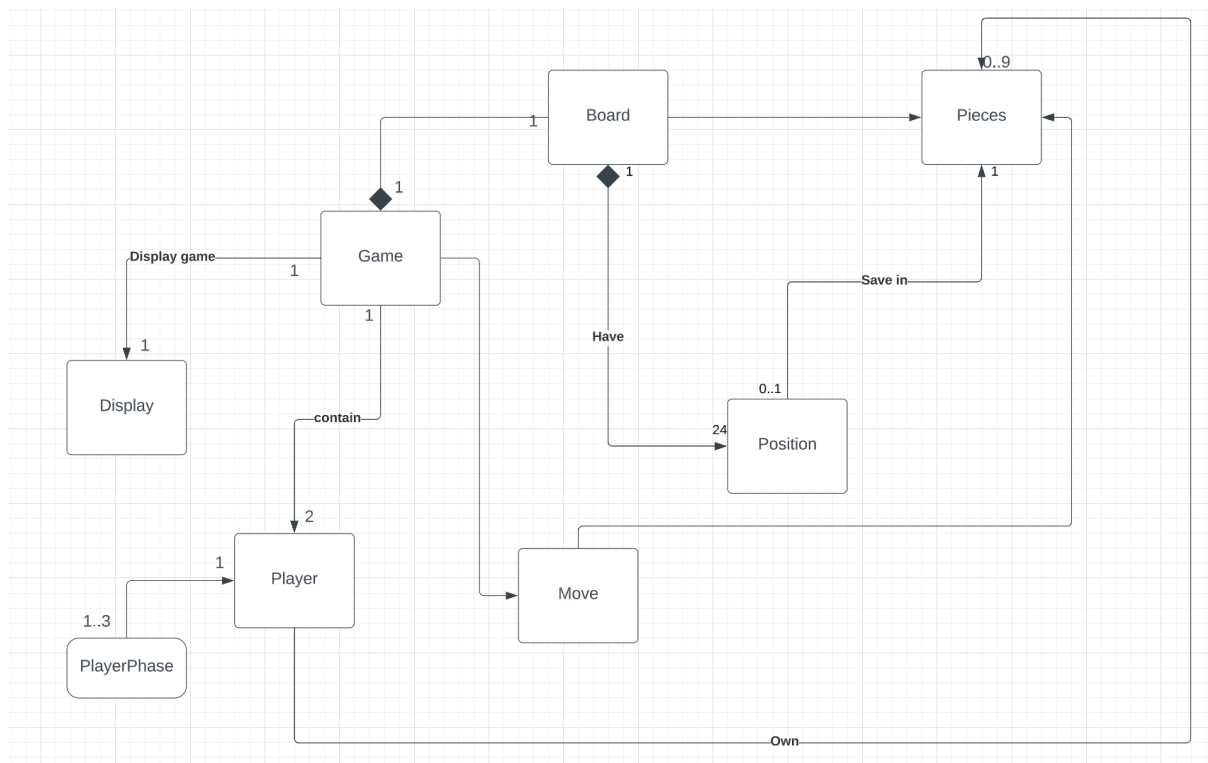 0..9
Board
Pieces
1
1
1
1
Display game
Game
1
1
Save in
Have
1
0..1
Display
contain
24
Position
2
1
Player
Move
1..3
PlayerPhase
Own